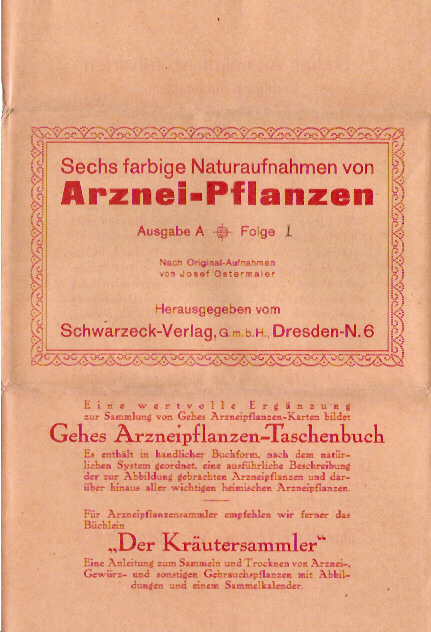 Sechs farbige Naturaufnahmen von
Arznei-Pflanzen
Ausgabe A Folge 1
Nach Original-Aufnahmen
von Josef Ostermaier
Herausgegeben vom
Schwarzeck-Verlag, G.m.b.H., Dresden-N. 6
Eine wertvolle Ergänzung
zur Sammlung von Gehes Arzneipflanzen-Karten bildet
Gehes Arzneipflanzen-Taschenbuch
Es enthält in handlicher Buchform, nach dem natür-
lichen System geordnet, eine ausführliche Beschreibung
der zur Abbildung gebrachten Arzneipflanzen und dar-
über hinaus aller wichtigen heimischen Arzneipflanzen.
Für Arzneipflanzensammler empfehlen wir ferner das
Büchlein
„Der Kräutersammler"
Eine Anleitung zum Sammeln und Trocknen von Arznei-,
Gewürz- und sonstigen Gebrauchspflanzen mit Abbil-
dungen und einem Sammelkalender.